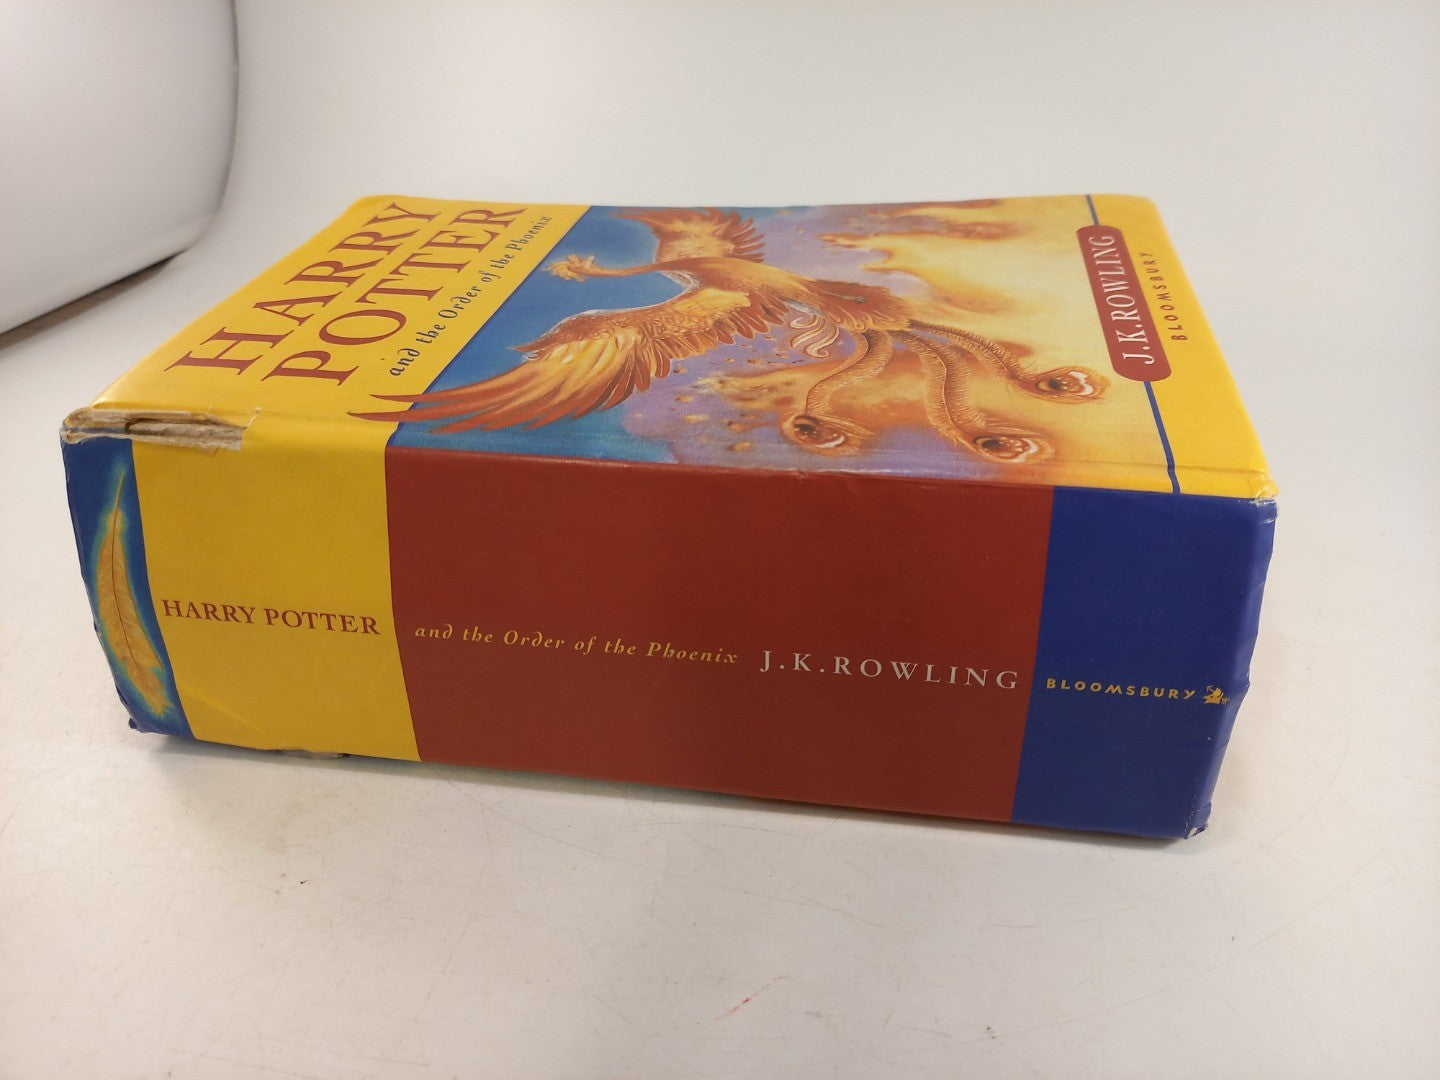 HARRY
POTTER
and the Order of the Phoenix
J.K.ROWLING
BLOOMSBURY
HARRY POTTER and the Order of the Phoenix J.K.ROWLING BLOOMSBURY